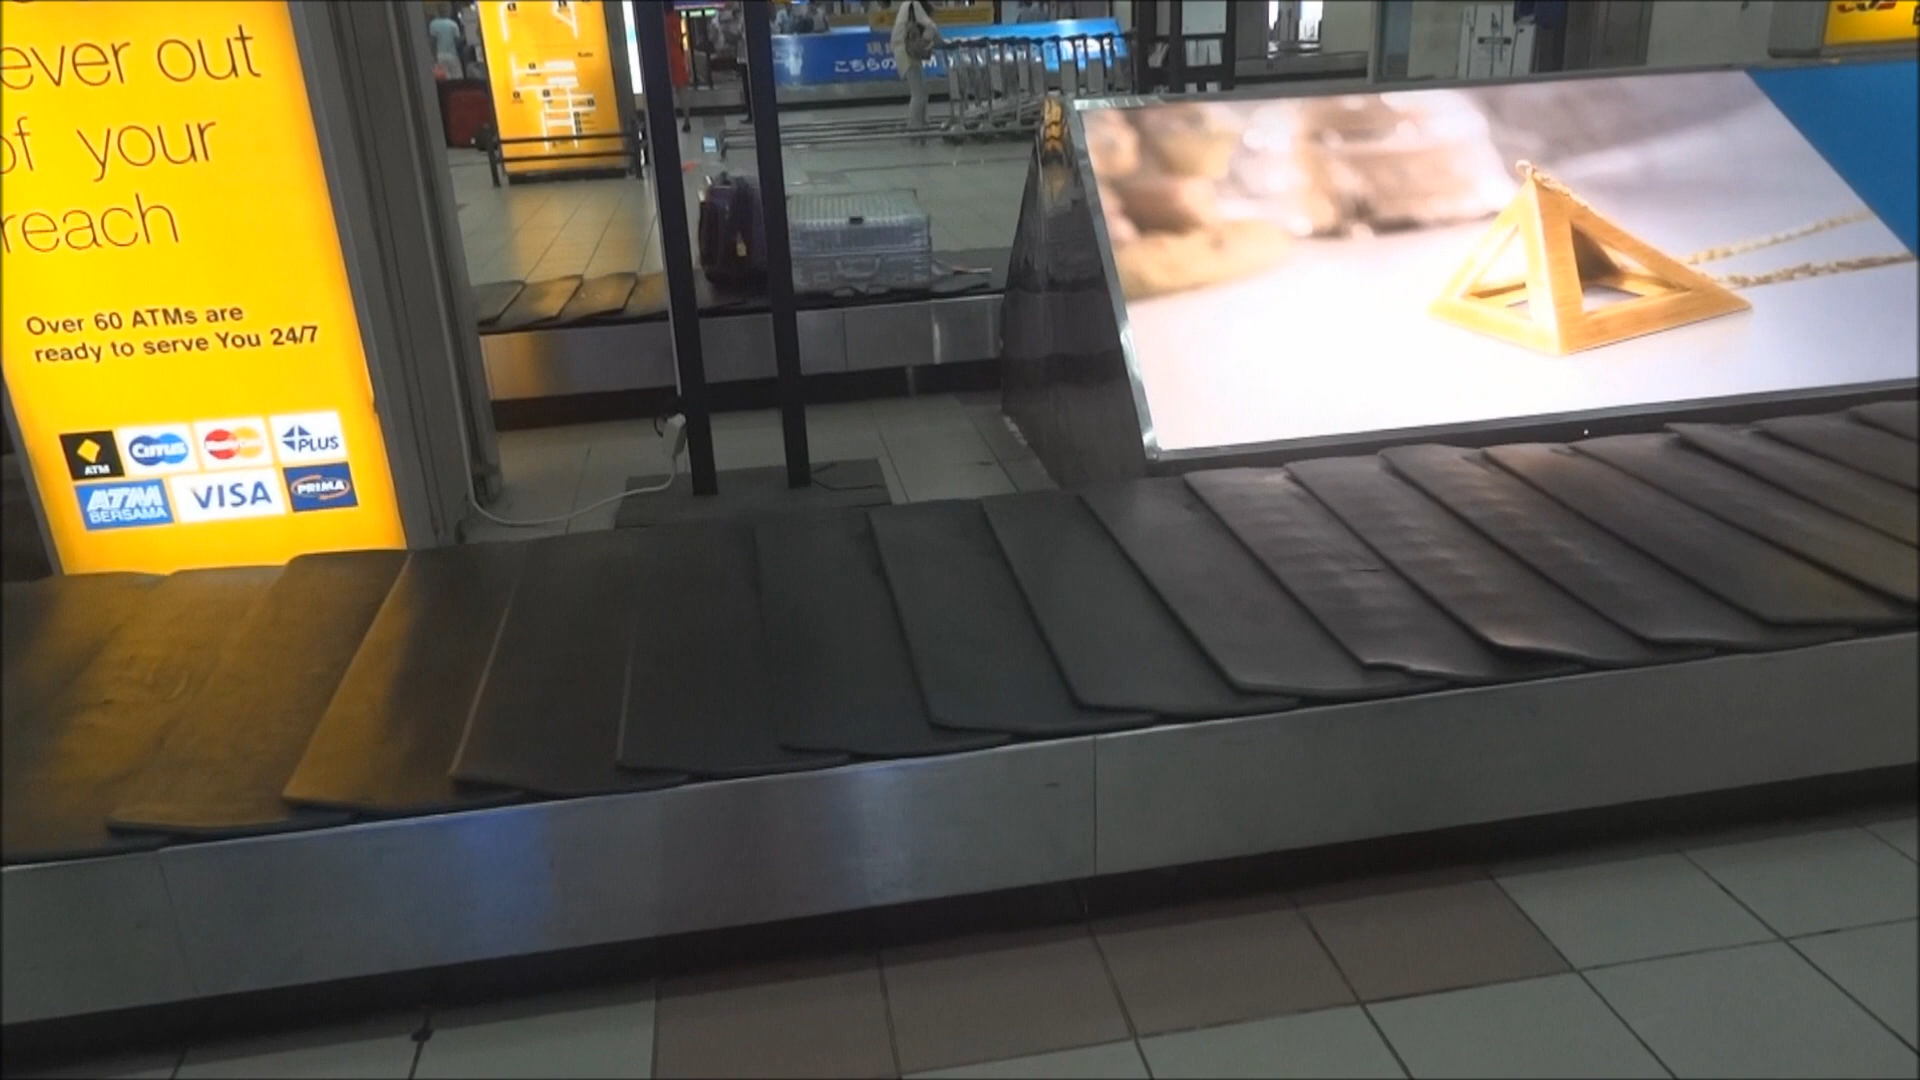 ever out
of your
reach
Over 60 ATMs are
ready to serve You 24/7
ATM
Cirrus
MasterCard
PLUS
ATM
BERSAMA
VISA
PRIMA
こちらの